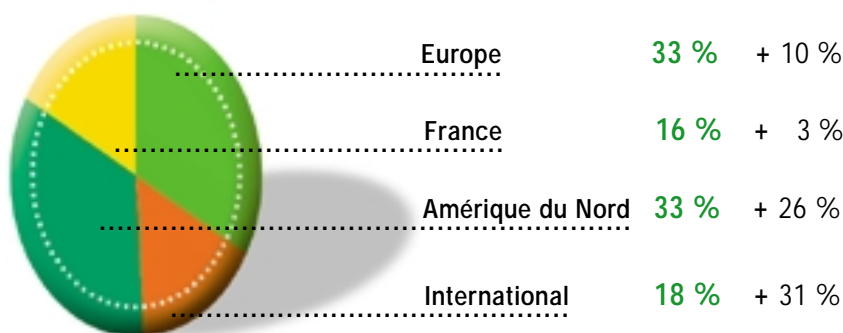 Europe 33 % + 10 %
France 16 % + 3 %
Amérique du Nord 33 % + 26 %
International 18 % + 31 %